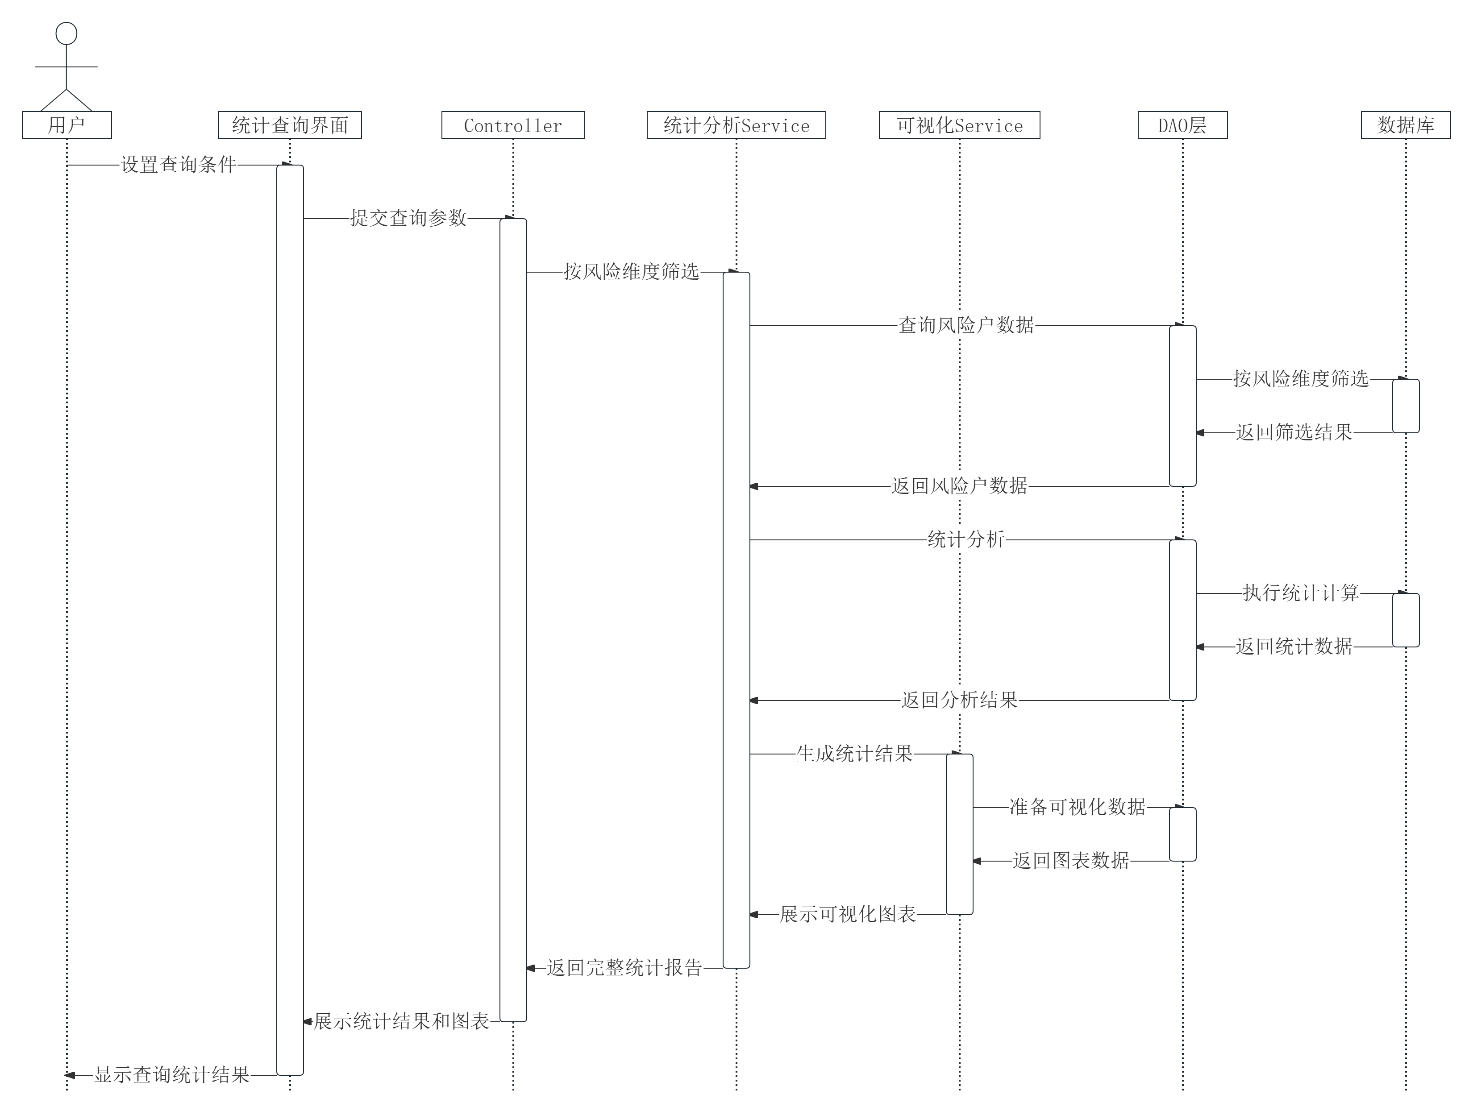 用户
统计查询界面
Controller
统计分析Service
可视化Service
DAO层
数据库
设置查询条件
提交查询参数
按风险维度筛选
查询风险户数据
按风险维度筛选
返回筛选结果
返回风险户数据
统计分析
执行统计计算
返回统计数据
返回分析结果
生成统计结果
准备可视化数据
返回图表数据
展示可视化图表
返回完整统计报告
展示统计结果和图表
显示查询统计结果